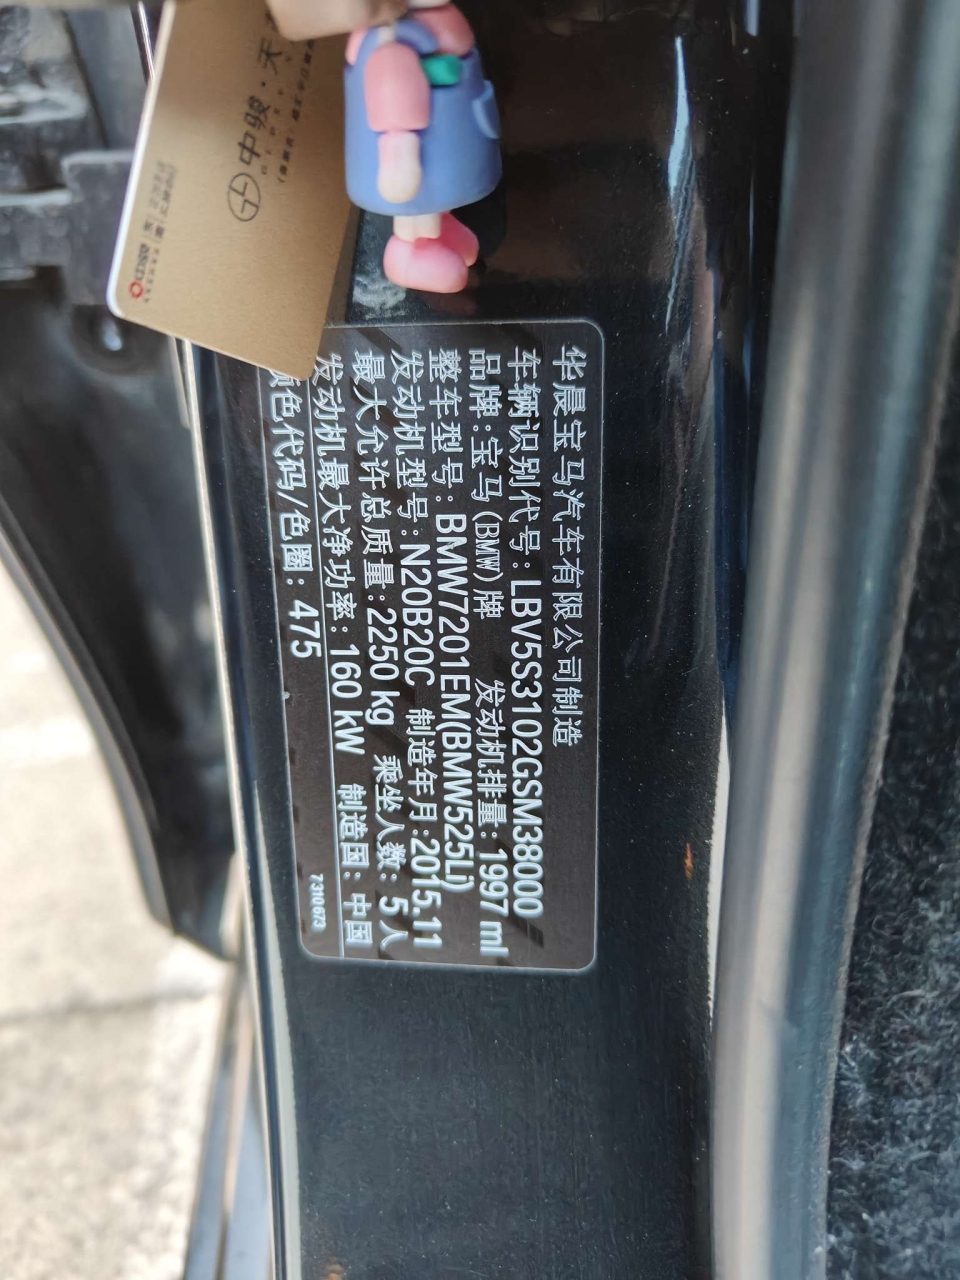 华晨宝马汽车有限公司制造
车辆识别代号:LBV5S3102GSM38000
品牌:宝马(BMW)牌 发动机排量:1997 ml
整车型号:BMW7201EM(BMW525Li)
发动机型号:N20B20C 制造年月:2015.11
最大允许总质量:2250 kg 乘坐人数:5人
发动机最大净功率:160 kW 制造国:中国
颜色代码/色圈:475
7310673
中骏·天